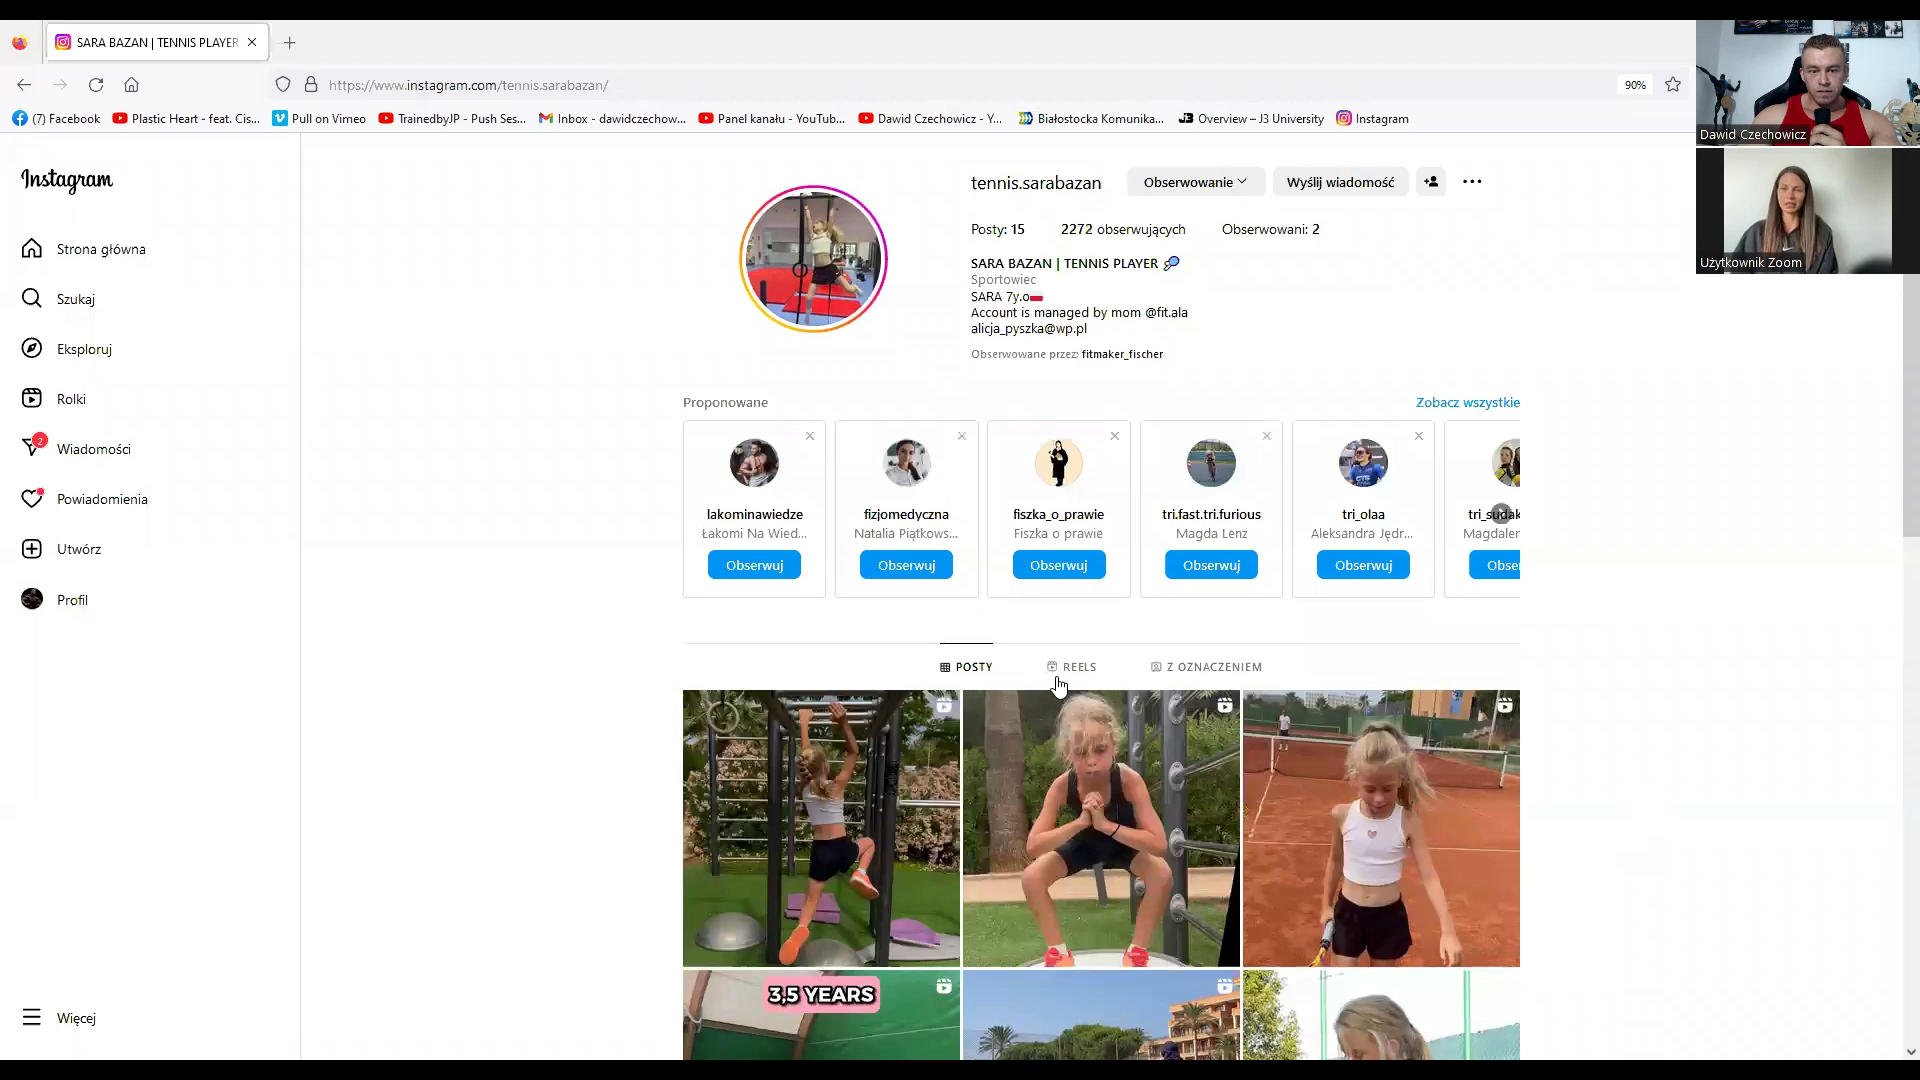 SARA BAZAN | TENNIS PLAYER
https://www.instagram.com/tennis.sarabazan/
90%
(7) Facebook
Plastic Heart - feat. Cis...
Pull on Vimeo
TrainedbyJP - Push Ses...
Inbox - dawidczechow...
Panel kanału - YouTub...
Dawid Czechowicz - Y...
Białostocka Komunika...
Overview – J3 University
Instagram
Dawid Czechowicz
Użytkownik Zoom
Instagram
Strona główna
Szukaj
Eksploruj
Rolki
2
Wiadomości
Powiadomienia
Utwórz
Profil
Więcej
tennis.sarabazan
Obserwowanie
Wyślij wiadomość
Posty: 15
2272 obserwujących
Obserwowani: 2
SARA BAZAN | TENNIS PLAYER
Sportowiec
SARA 7y.o
Account is managed by mom @fit.ala
alicja_pyszka@wp.pl
Obserwowane przez: fitmaker_fischer
Proponowane
Zobacz wszystkie
lakominawiedze
Łakomi Na Wied...
Obserwuj
fizjomedyczna
Natalia Piątkows...
Obserwuj
fiszka_o_prawie
Fiszka o prawie
Obserwuj
tri.fast.tri.furious
Magda Lenz
Obserwuj
tri_olaa
Aleksandra Jędr...
Obserwuj
Magdalen
Obser
POSTY
REELS
Z OZNACZENIEM
3,5 YEARS